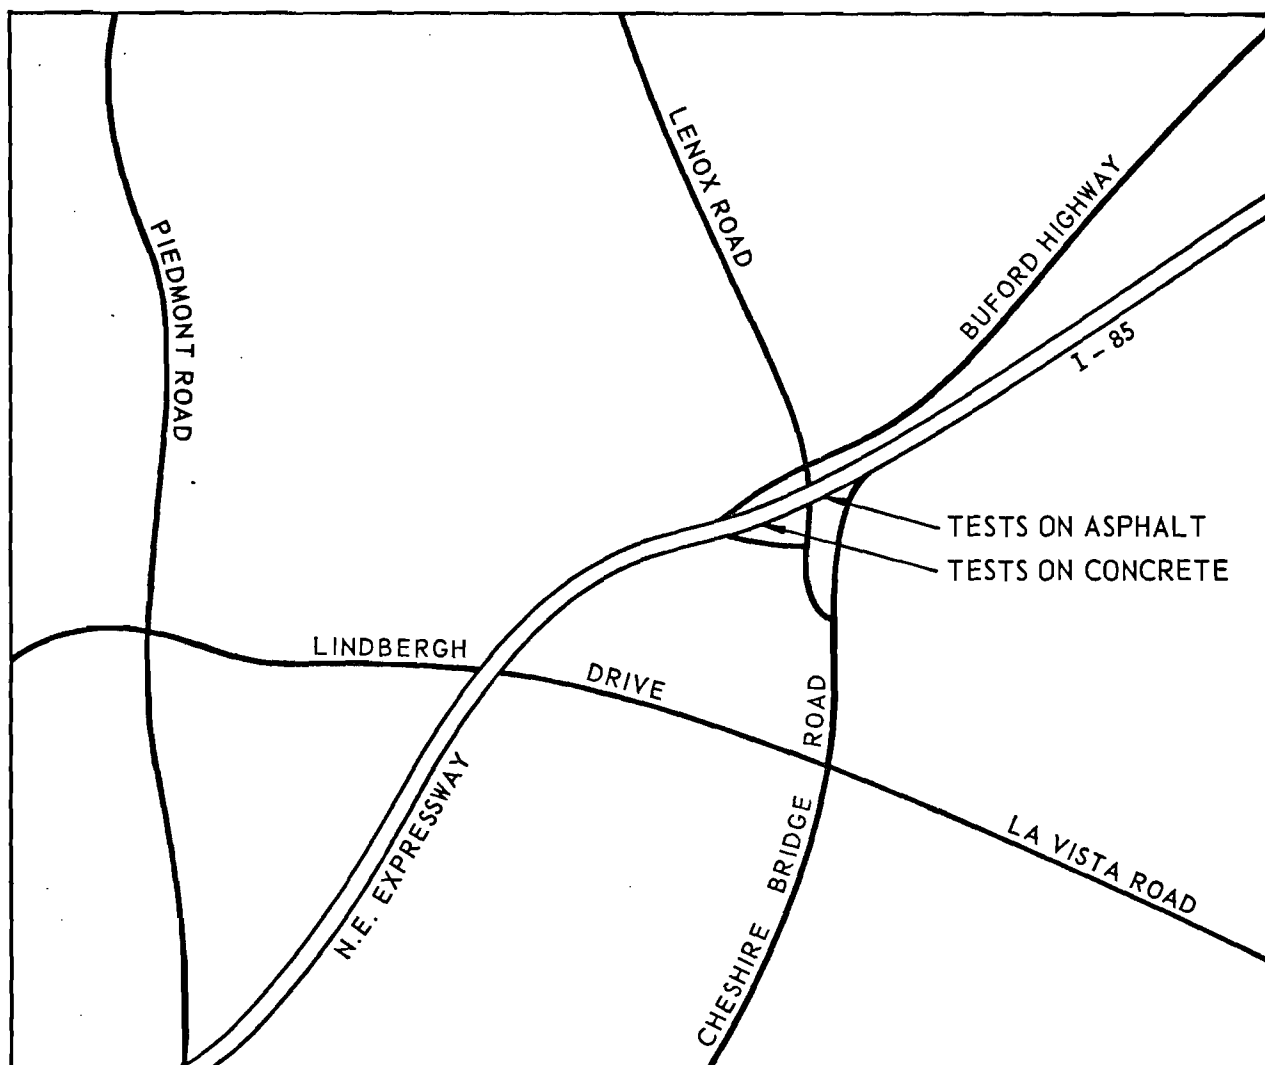 LENOX ROAD
BUFORD HIGHWAY
PIEDMONT ROAD
I-85
TESTS ON ASPHALT
TESTS ON CONCRETE
LINDBERGH DRIVE
N.E. EXPRESSWAY
CHESHIRE BRIDGE ROAD
LA VISTA ROAD